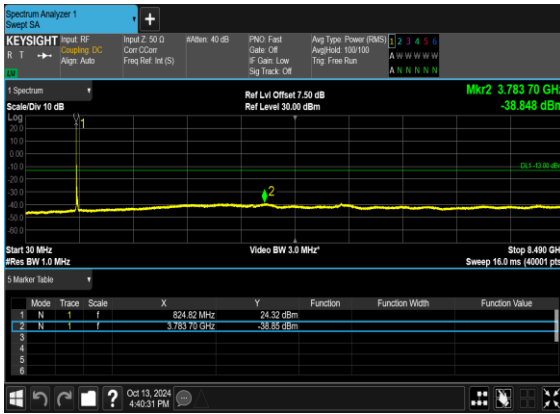 Spectrum Analyzer 1
Swept SA
KEYSIGHT
R T
Input: RF
Coupling: DC
Align: Auto
Input Z: 50 Ω
Corr CCorr
Freq Ref: Int (S)
#Atten: 40 dB
PNO: Fast
Gate: Off
IF Gain: Low
Sig Track: Off
Avg Type: Power (RMS)
Avg|Hold: 100/100
Trig: Free Run
1 2 3 4 5 6
A W W W W W
A N N N N N
1 Spectrum
Scale/Div 10 dB
Ref Lvl Offset 7.50 dB
Ref Level 30.00 dBm
Mkr2 3.783 70 GHz
-38.848 dBm
Log
20.0
10.0
0.00
-10.0
-20.0
-30.0
-40.0
-50.0
-60.0
1
2
DL1 -13.00 dBm
Start 30 MHz
#Res BW 1.0 MHz
Video BW 3.0 MHz*
Stop 8.490 GHz
Sweep 16.0 ms (40001 pts)
5 Marker Table
Mode Trace Scale X Y Function Function Width Function Value
1 N 1 f 824.82 MHz 24.32 dBm
2 N 1 f 3.783 70 GHz -38.85 dBm
3
4
5
6
?
Oct 13, 2024
4:40:31 PM